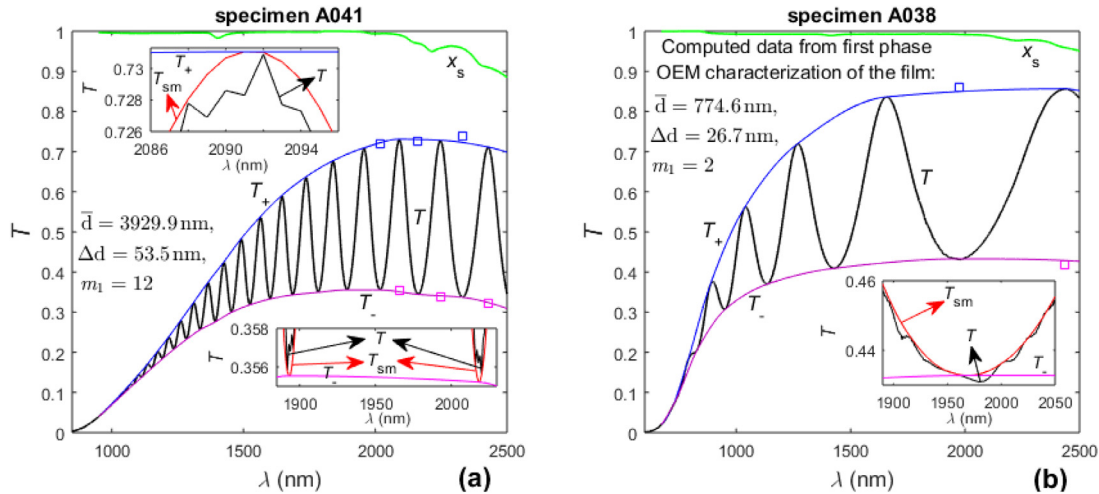 specimen A041
1
0.9
0.8
0.7
0.6
0.5
0.4
0.3
0.2
0.1
0
T
1000
1500
2000
2500
λ (nm)
(a)
0.73
0.728
0.726
T
2086
2090
2094
λ (nm)
T+
Tsm
T
xs
T+
T
d̅ = 3929.9 nm,
Δd = 53.5 nm,
m1 = 12
T-
0.358
0.356
T
T
Tsm
T-
1900
1950
2000
λ (nm)
specimen A038
1
0.9
0.8
0.7
0.6
0.5
0.4
0.3
0.2
0.1
0
T
1000
1500
2000
2500
λ (nm)
(b)
Computed data from first phase
xs
OEM characterization of the film:
d̅ = 774.6 nm,
Δd = 26.7 nm,
m1 = 2
T+
T
T-
0.46
0.44
T
Tsm
T
T-
1900
1950
2000
2050
λ (nm)